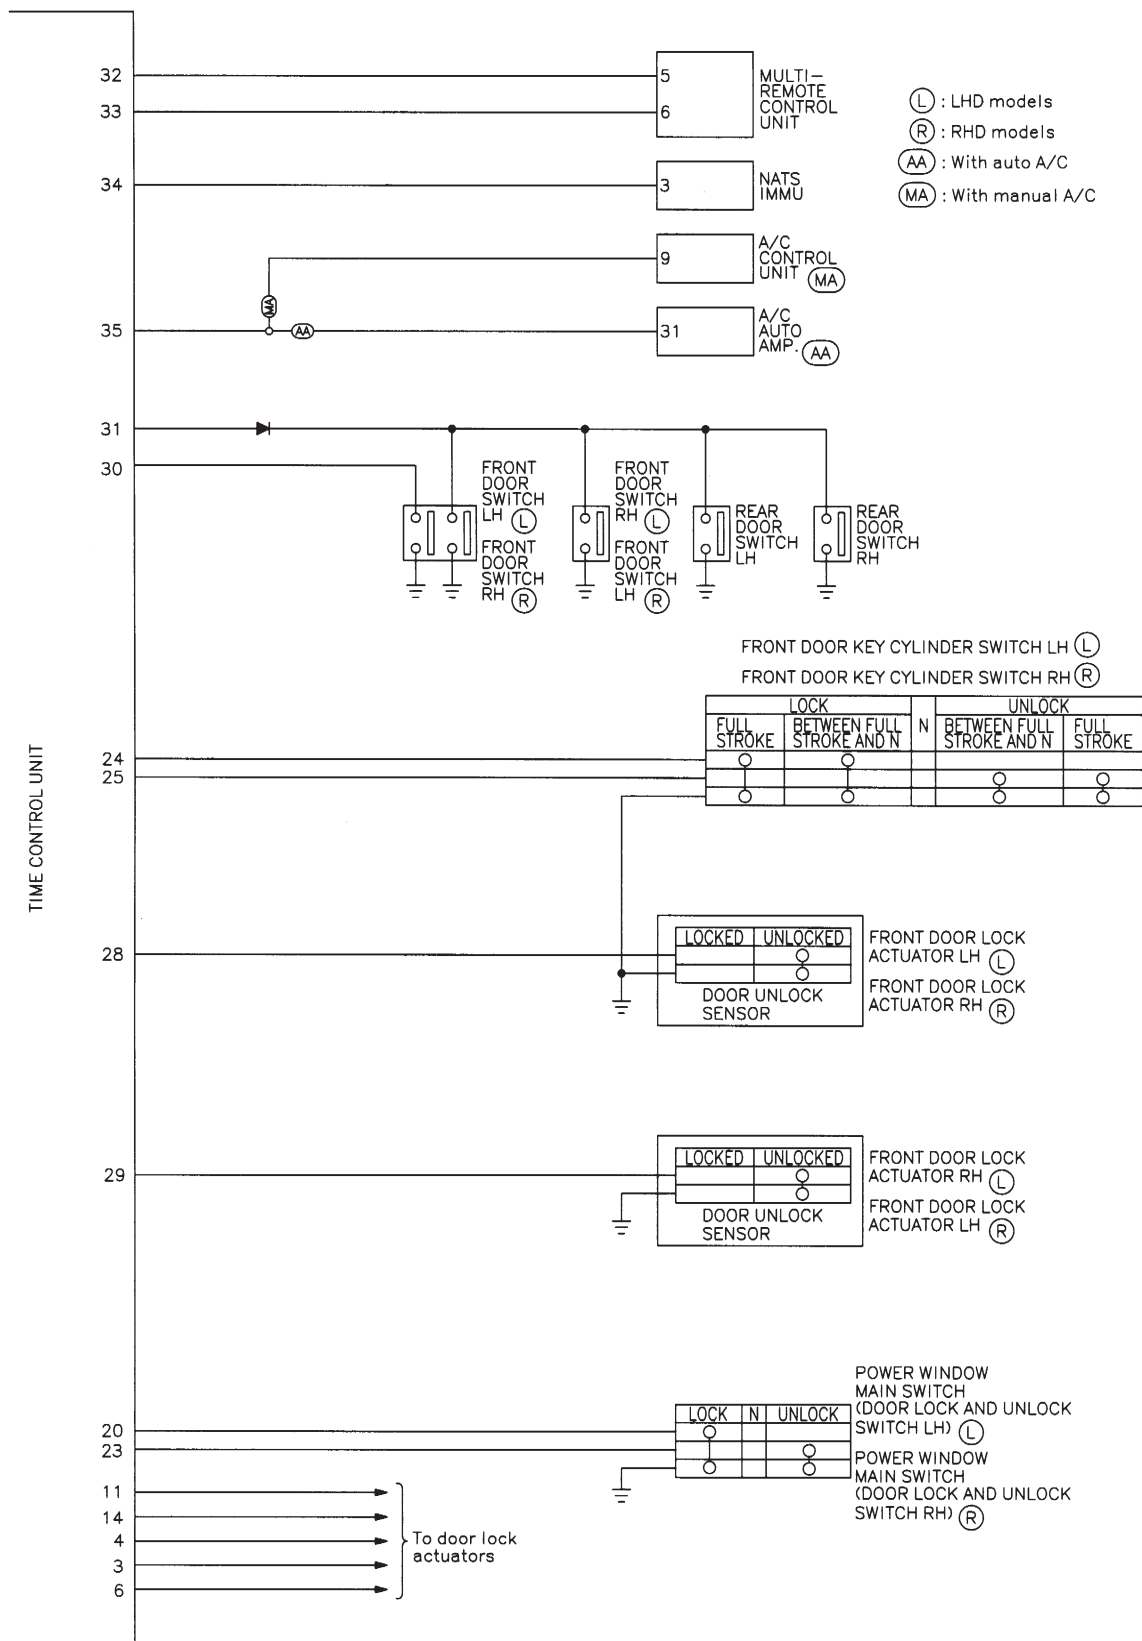 32
5
MULTI-
REMOTE
CONTROL
UNIT
33
6
L : LHD models
R : RHD models
AA : With auto A/C
MA : With manual A/C
34
3
NATS
IMMU
9
A/C
CONTROL
UNIT MA
MA
35
AA
31
A/C
AUTO
AMP. AA
31
30
FRONT
DOOR
SWITCH
LH L
FRONT
DOOR
SWITCH
RH R
FRONT
DOOR
SWITCH
RH L
FRONT
DOOR
SWITCH
LH R
REAR
DOOR
SWITCH
LH
REAR
DOOR
SWITCH
RH
FRONT DOOR KEY CYLINDER SWITCH LH L
FRONT DOOR KEY CYLINDER SWITCH RH R
LOCK
N
UNLOCK
FULL
STROKE
BETWEEN FULL
STROKE AND N
BETWEEN FULL
STROKE AND N
FULL
STROKE
24
25
TIME CONTROL UNIT
28
LOCKED
UNLOCKED
DOOR UNLOCK
SENSOR
FRONT DOOR LOCK
ACTUATOR LH L
FRONT DOOR LOCK
ACTUATOR RH R
29
LOCKED
UNLOCKED
DOOR UNLOCK
SENSOR
FRONT DOOR LOCK
ACTUATOR RH L
FRONT DOOR LOCK
ACTUATOR LH R
20
23
LOCK
N
UNLOCK
POWER WINDOW
MAIN SWITCH
(DOOR LOCK AND UNLOCK
SWITCH LH) L
POWER WINDOW
MAIN SWITCH
(DOOR LOCK AND UNLOCK
SWITCH RH) R
11
14
4
3
6
To door lock
actuators